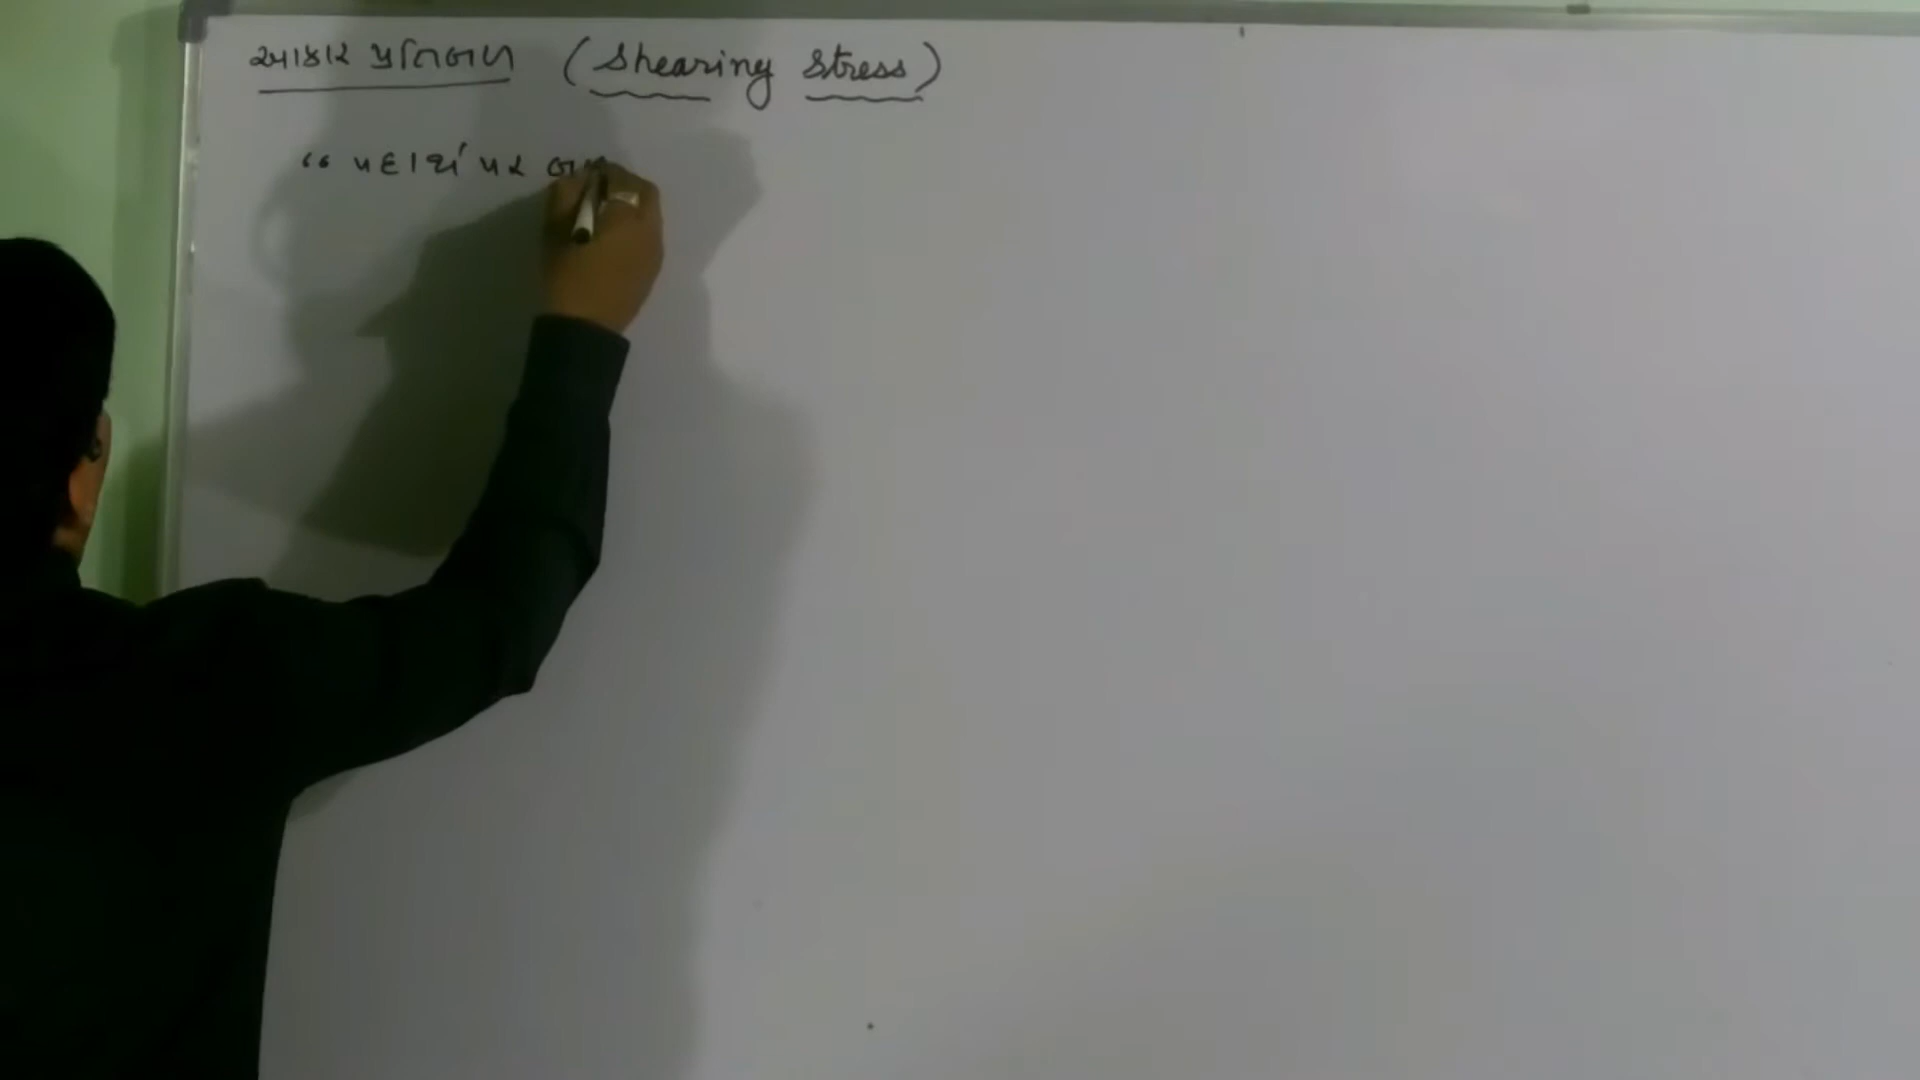 આકાર પ્રતિબળ (Shearing Stress)
“ પદાર્થ પર